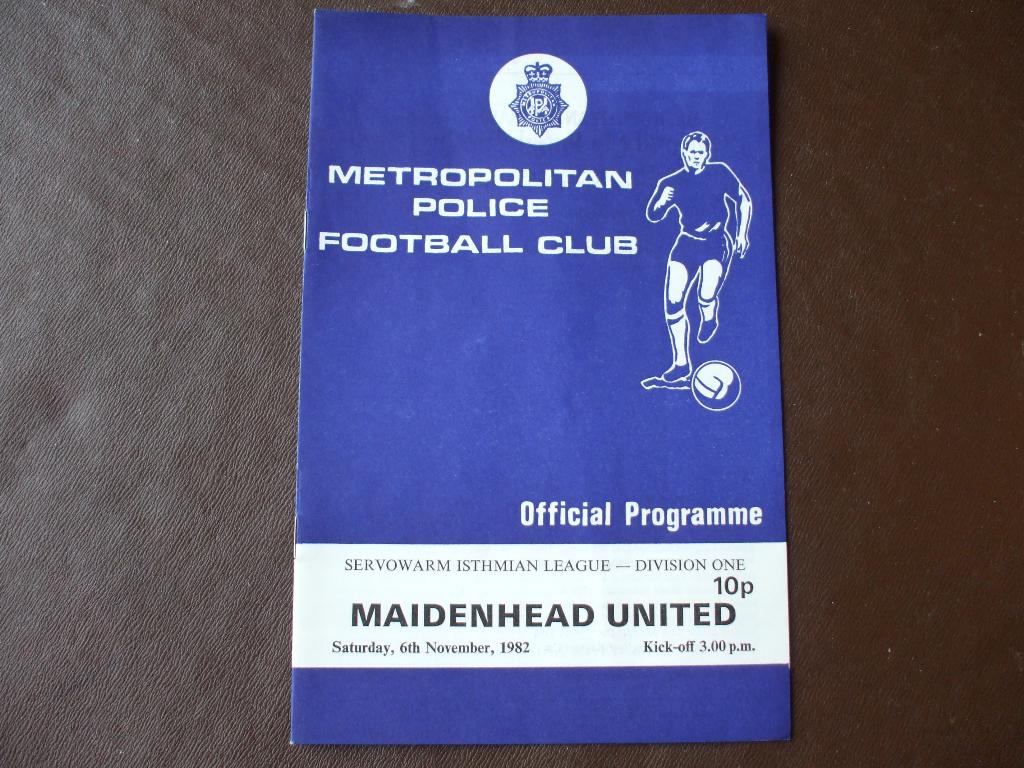 METROPOLITAN
POLICE
FOOTBALL CLUB
Official Programme
SERVOWARM ISTHMIAN LEAGUE — DIVISION ONE
10p
MAIDENHEAD UNITED
Saturday, 6th November, 1982 Kick-off 3.00 p.m.